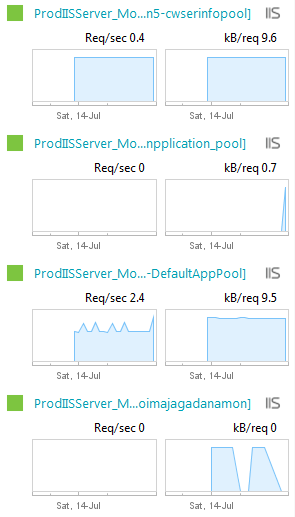 ProdIISServer_Mo...n5-cwserinfopool] IIS
Req/sec 0.4 kB/req 9.6
Sat, 14-Jul Sat, 14-Jul
ProdIISServer_Mo...npplication_pool] IIS
Req/sec 0 kB/req 0.7
Sat, 14-Jul Sat, 14-Jul
ProdIISServer_Mo...-DefaultAppPool] IIS
Req/sec 2.4 kB/req 9.5
Sat, 14-Jul Sat, 14-Jul
ProdIISServer_M...oimajagadanamon] IIS
Req/sec 0 kB/req 0
Sat, 14-Jul Sat, 14-Jul